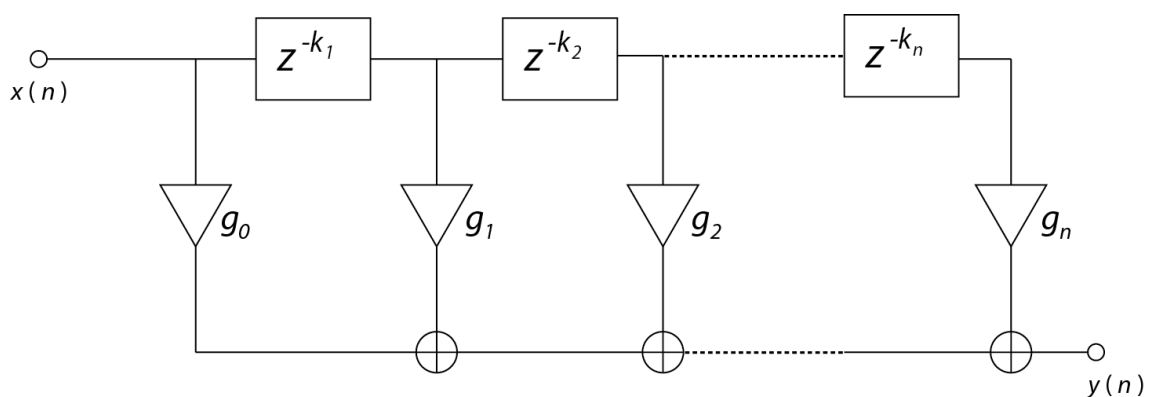 z^-k₁
z^-k₂
z^-kₙ
x(n)
g₀
g₁
g₂
gₙ
y(n)